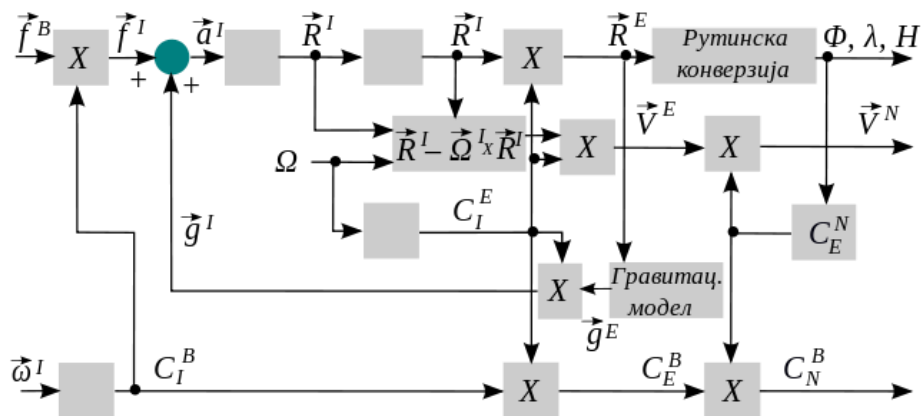 f⃗ᴮ f⃗ᴵ a⃗ᴵ R⃗ᴵ R⃗ᴵ R⃗ᴱ Φ, λ, H
X X Рутинска
конверзија
+ +
R⃗ᴵ − Ω⃗ᴵ x R⃗ᴵ X V⃗ᴱ X V⃗ᴺ
Ω
g⃗ᴵ C_I^E C_E^N
X Гравитац.
модел
g⃗ᴱ
ω⃗ᴵ C_I^B X C_E^B X C_N^B